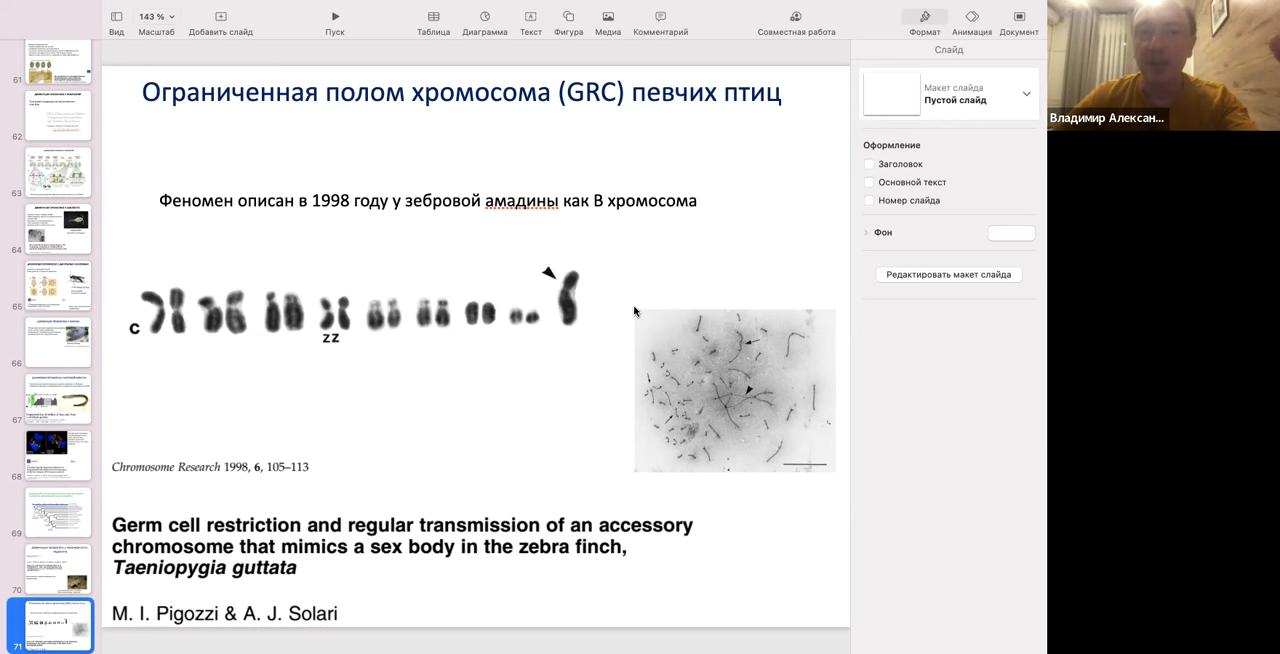 143 %
Вид
Масштаб
Добавить слайд
Пуск
Таблица
Диаграмма
Текст
Фигура
Медиа
Комментарий
Совместная работа
Формат
Анимация
Документ
61
62
63
64
65
66
67
68
69
70
71
Ограниченная полом хромосома (GRC) певчих птиц
Феномен описан в 1998 году у зебровой амадины как B хромосома
c
zz
Chromosome Research 1998, 6, 105–113
Germ cell restriction and regular transmission of an accessory
chromosome that mimics a sex body in the zebra finch,
Taeniopygia guttata
M. I. Pigozzi & A. J. Solari
Слайд
Макет слайда
Пустой слайд
Оформление
Заголовок
Основной текст
Номер слайда
Фон
Редактировать макет слайда
Владимир Алексан...